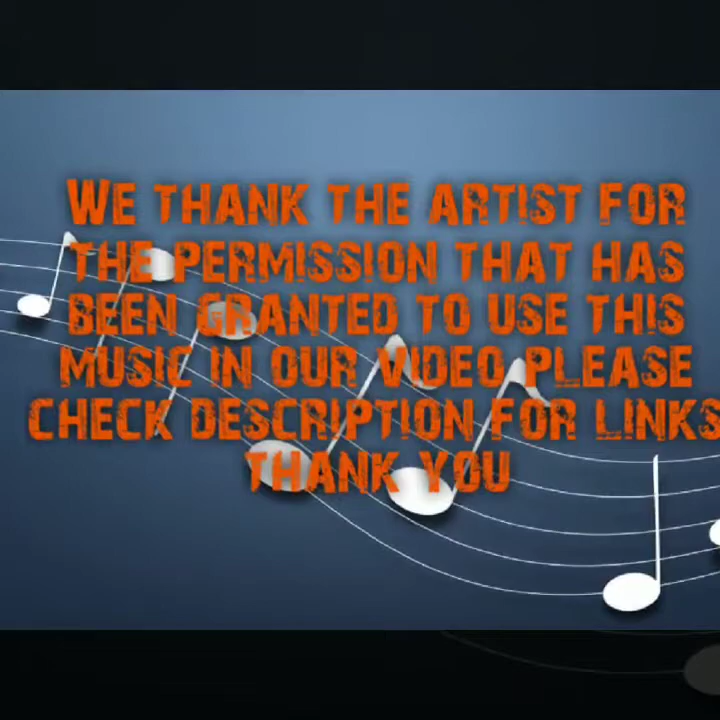 WE THANK THE ARTIST FOR
THE PERMISSION THAT HAS
BEEN GRANTED TO USE THIS
MUSIC IN OUR VIDEO PLEASE
CHECK DESCRIPTION FOR LINKS
THANK YOU